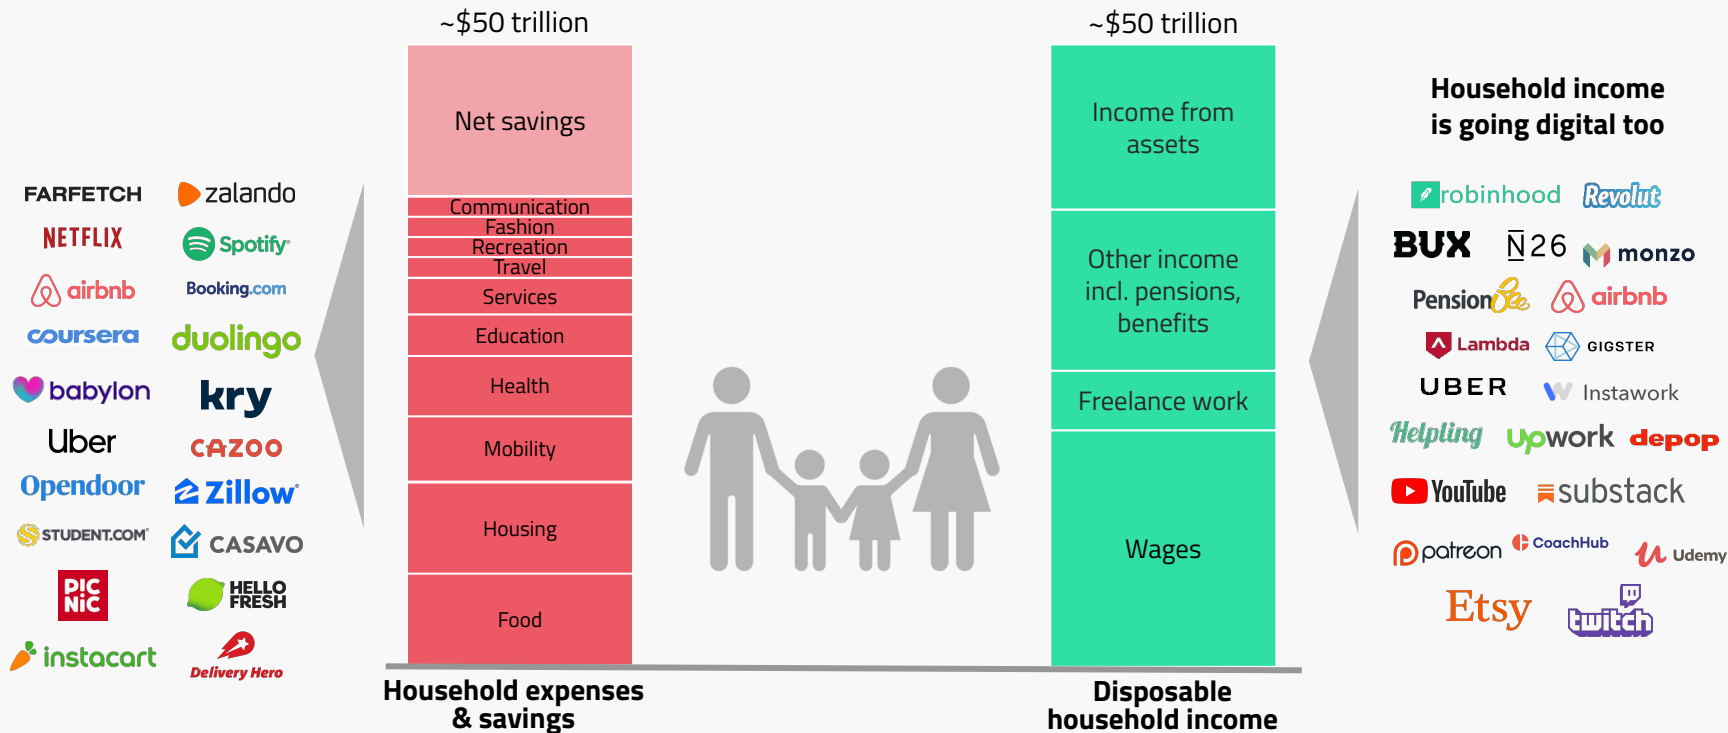 ~$50 trillion
~$50 trillion
Household income
is going digital too
FARFETCH
zalando
NETFLIX
Spotify
airbnb
Booking.com
coursera
duolingo
babylon
kry
Uber
CAZOO
Opendoor
Zillow
STUDENT.COM
CASAVO
PIC
NIC
HELLO
FRESH
instacart
Delivery Hero
Net savings
Communication
Fashion
Recreation
Travel
Services
Education
Health
Mobility
Housing
Food
Household expenses
& savings
Income from
assets
Other income
incl. pensions,
benefits
Freelance work
Wages
Disposable
household income
robinhood
Revolut
BUX
N26
monzo
PensionBee
airbnb
Lambda
GIGSTER
UBER
Instawork
Helpling
upwork
depop
YouTube
substack
patreon
CoachHub
Udemy
Etsy
twitch